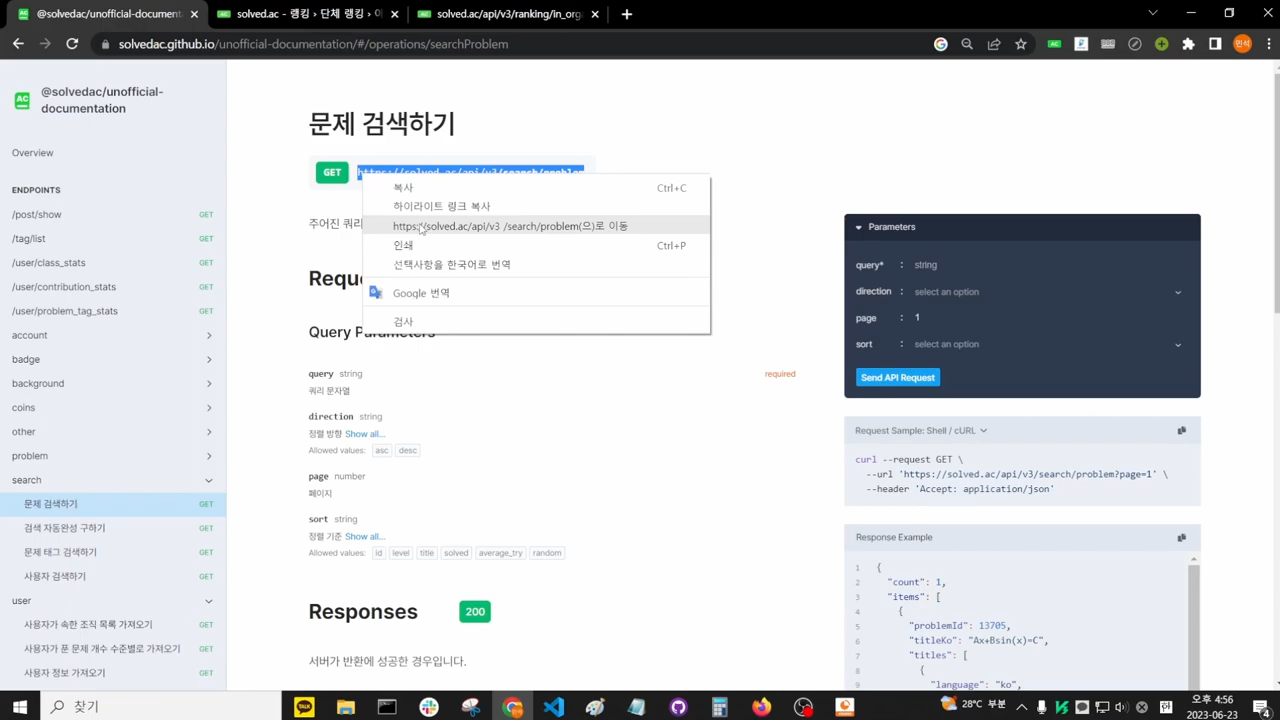 @solvedac/unofficial-document
solved.ac - 랭킹 › 단체
solved.ac/api/v3/ranking/in_org
solvedac.github.io/unofficial-documentation/#/operations/searchProblem
민석
AC
@solvedac/unofficial-
documentation
Overview
ENDPOINTS
/post/show GET
/tag/list GET
/user/class_stats GET
/user/contribution_stats GET
/user/problem_tag_stats GET
account
badge
background
coins
other
problem
search
문제 검색하기 GET
검색 자동완성 구하기 GET
문제 태그 검색하기 GET
사용자 검색하기 GET
user
사용자가 속한 조직 목록 가져오기 GET
사용자가 푼 문제 개수 수준별로 가져오기 GET
사용자 정보 가져오기 GET
문제 검색하기
GET https://solved.ac/api/v3/search/problem
주어진 쿼리
복사 Ctrl+C
하이라이트 링크 복사
https://solved.ac/api/v3 /search/problem(으)로 이동
인쇄 Ctrl+P
선택사항을 한국어로 번역
Google 번역
검사
Query Parameters
query string required
쿼리 문자열
direction string
정렬 방향 Show all...
Allowed values: asc desc
page number
페이지
sort string
정렬 기준 Show all...
Allowed values: id level title solved average_try random
Responses 200
서버가 반환에 성공한 경우입니다.
Parameters
query* : string
direction : select an option
page : 1
sort : select an option
Send API Request
Request Sample: Shell / cURL
curl --request GET \
--url 'https://solved.ac/api/v3/search/problem?page=1' \
--header 'Accept: application/json'
Response Example
1 {
2 "count": 1,
3 "items": [
4 {
5 "problemId": 13705,
6 "titleKo": "Ax+Bsin(x)=C",
7 "titles": [
8 {
9 "language": "ko",
찾기
TALK
28°C 부분
한
오후 4:56
2023-06-23